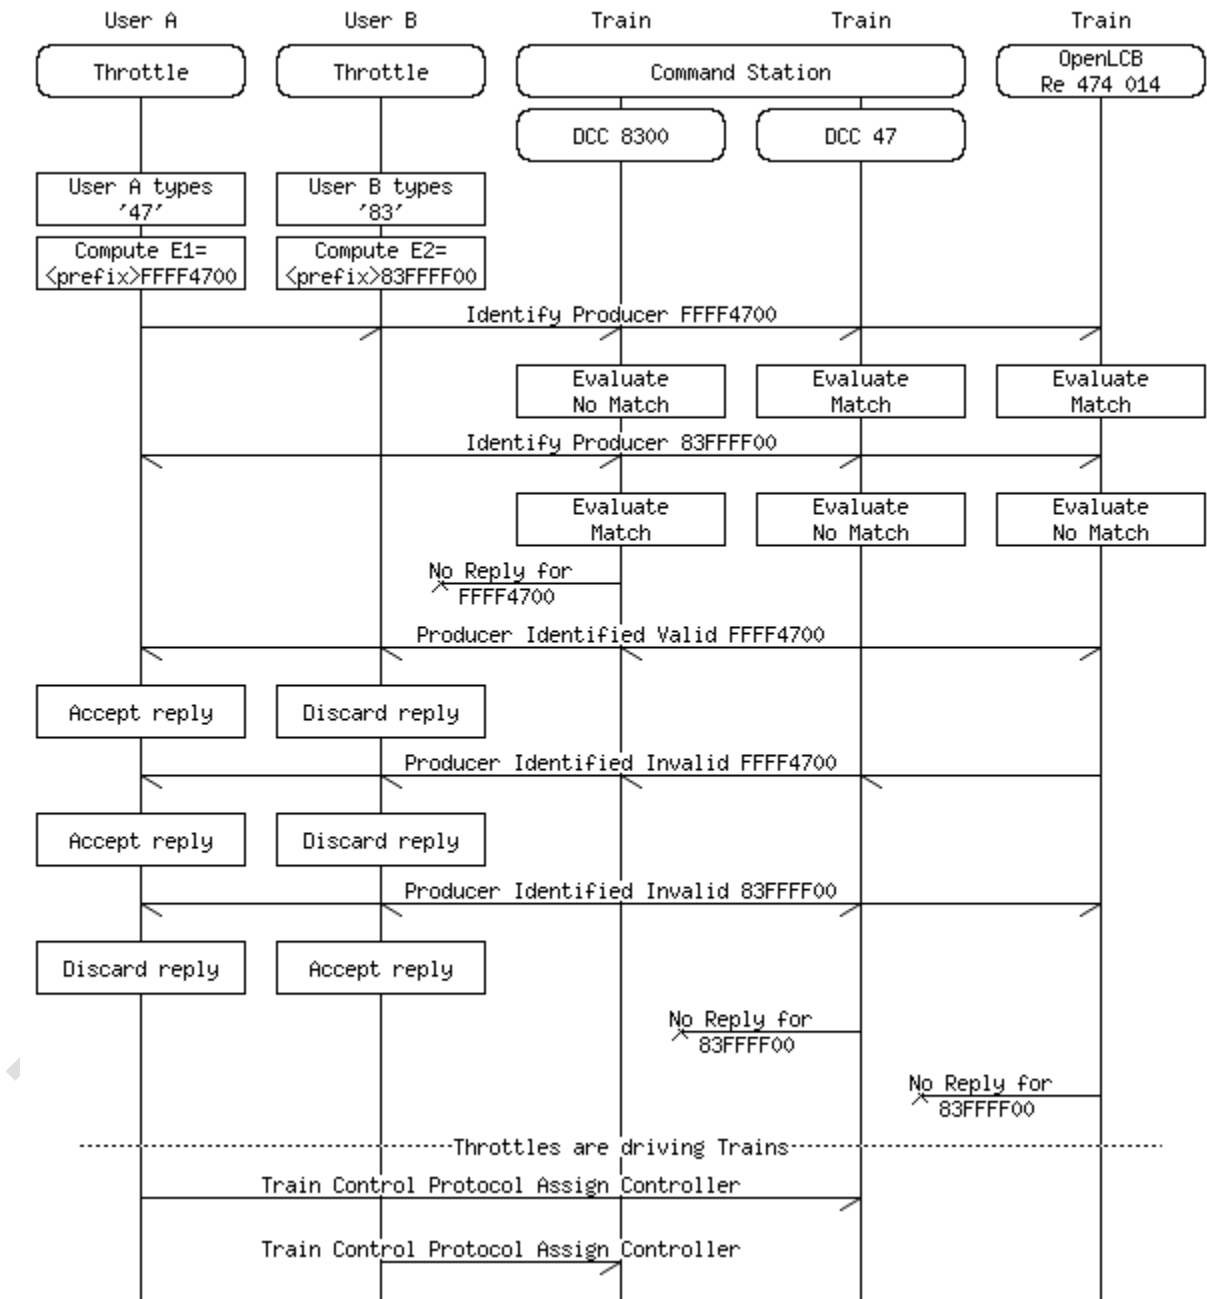 User A
User B
Train
Train
Train
Throttle
Throttle
Command Station
OpenLCB
Re 474 014
DCC 8300
DCC 47
User A types
'47'
User B types
'83'
Compute E1=
<prefix>FFFF4700
Compute E2=
<prefix>83FFFF00
Identify Producer FFFF4700
Evaluate
No Match
Evaluate
Match
Evaluate
Match
Identify Producer 83FFFF00
Evaluate
Match
Evaluate
No Match
Evaluate
No Match
No Reply for
FFFF4700
Producer Identified Valid FFFF4700
Accept reply
Discard reply
Producer Identified Invalid FFFF4700
Accept reply
Discard reply
Producer Identified Invalid 83FFFF00
Discard reply
Accept reply
No Reply for
83FFFF00
No Reply for
83FFFF00
Throttles are driving Trains
Train Control Protocol Assign Controller
Train Control Protocol Assign Controller